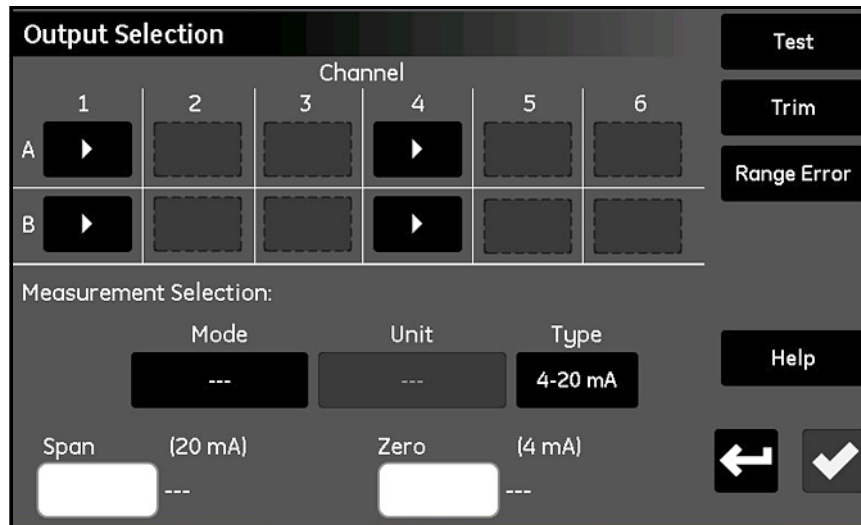 Output Selection
Test
Channel
1 2 3 4 5 6
Trim
A
Range Error
B
Measurement Selection:
Mode Unit Type
--- --- 4-20 mA
Help
Span (20 mA) Zero (4 mA)
--- ---